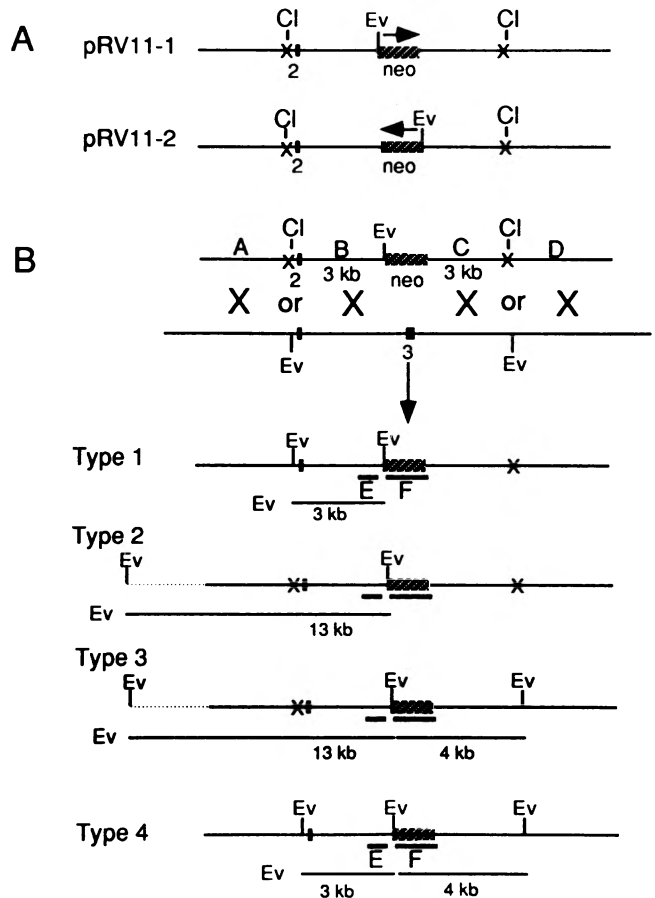 A
pRV11-1
Cl
Ev
Cl
2
neo
pRV11-2
Cl
Ev
Cl
2
neo
B
A
Cl
B
Ev
C
Cl
D
2
3 kb
neo
3 kb
X or X X or X
Ev
3
Ev
Type 1
Ev
Ev
E
F
Ev
3 kb
Type 2
Ev
Ev
Ev
13 kb
Type 3
Ev
Ev
Ev
Ev
13 kb
4 kb
Type 4
Ev
Ev
Ev
E
F
Ev
3 kb
4 kb